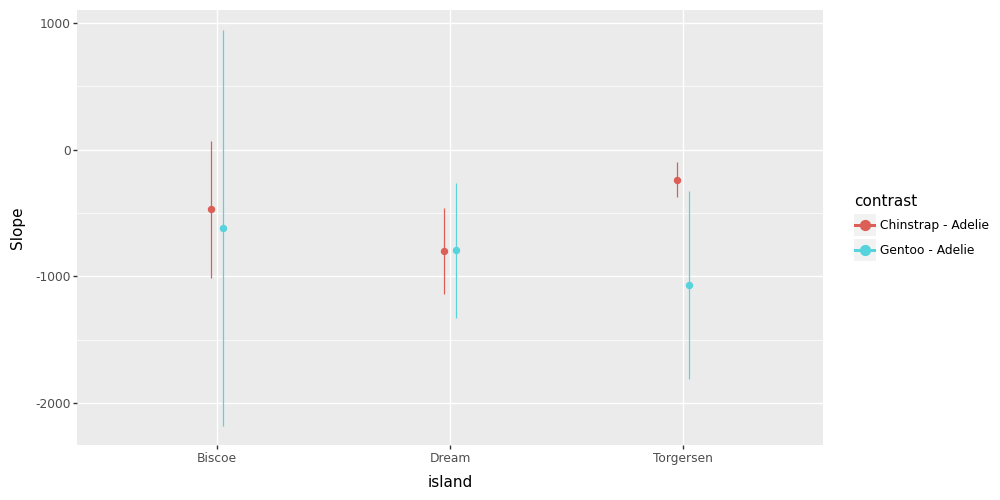 1000
0
-1000
-2000
Slope
Biscoe
Dream
Torgersen
island
contrast
Chinstrap - Adelie
Gentoo - Adelie